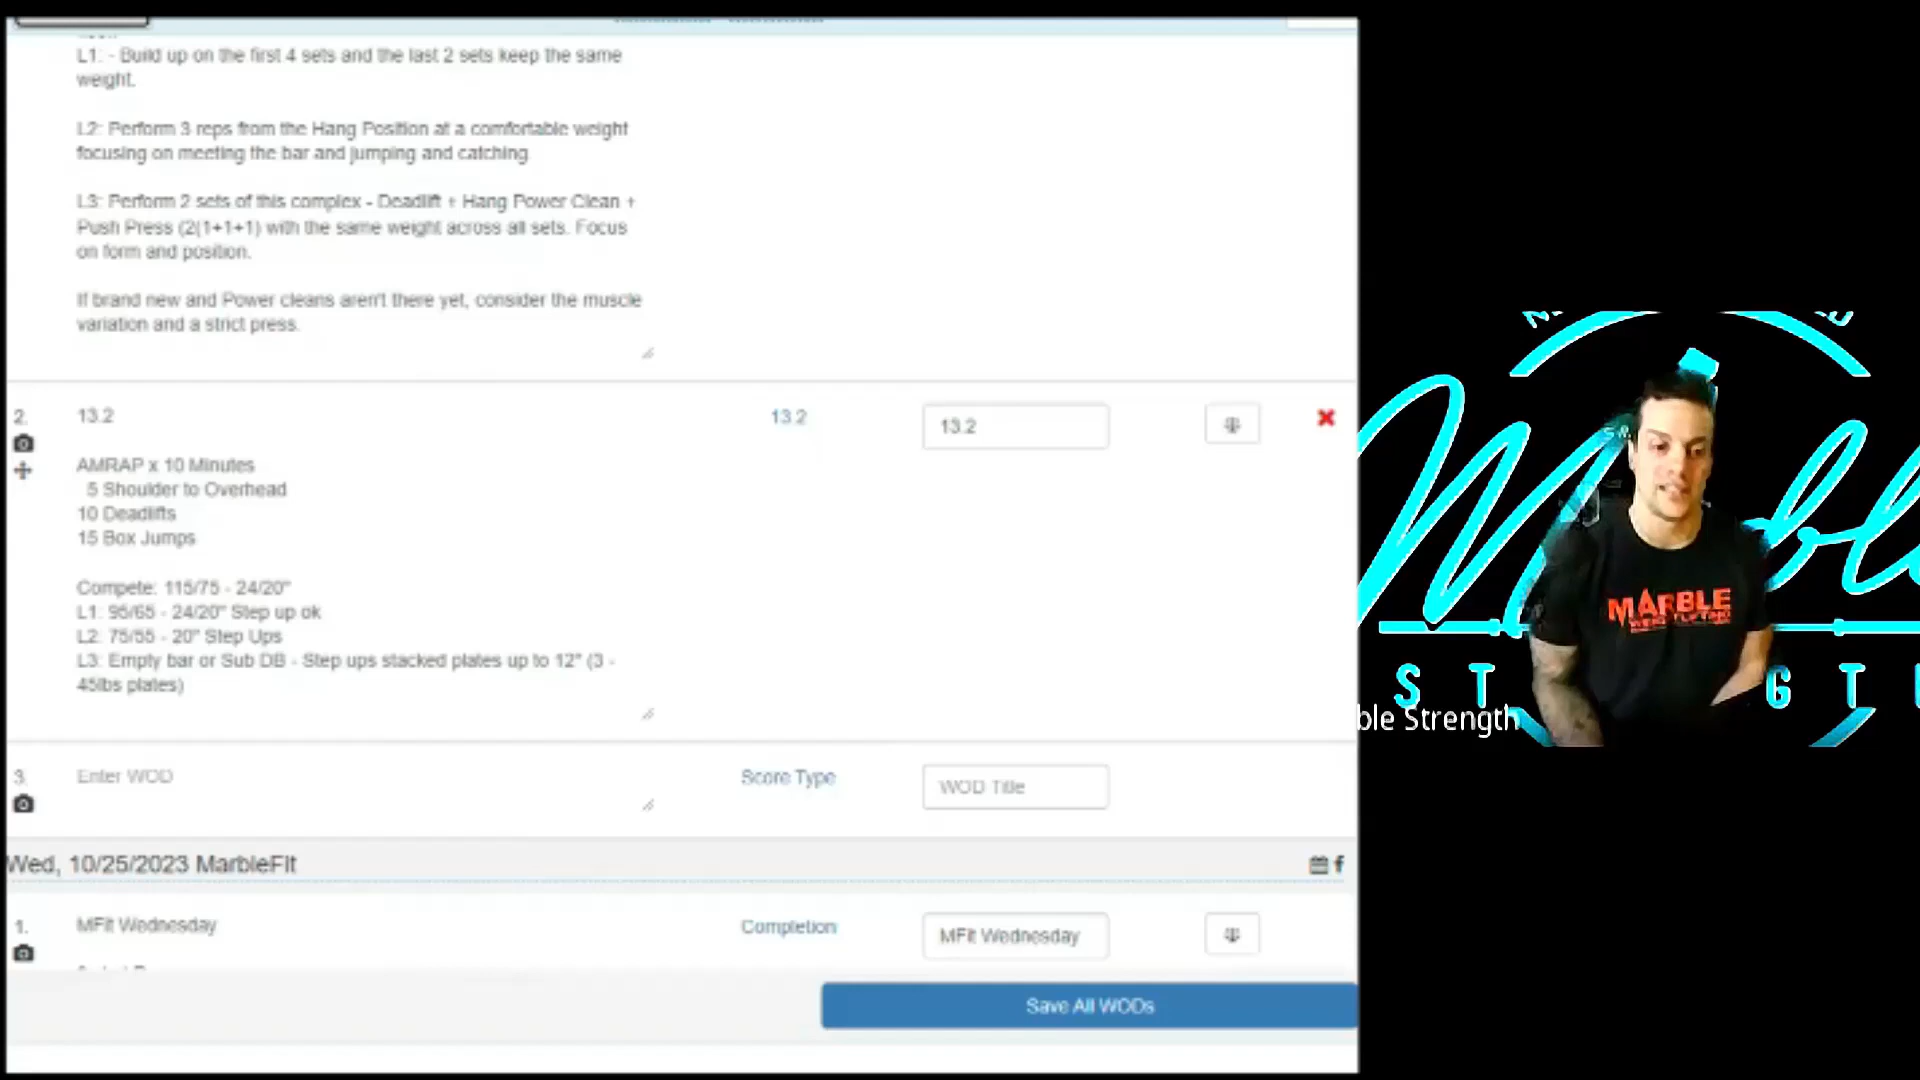 L1: - Build up on the first 4 sets and the last 2 sets keep the same
weight.
L2: Perform 3 reps from the Hang Position at a comfortable weight
focusing on meeting the bar and jumping and catching
L3: Perform 2 sets of this complex - Deadlift + Hang Power Clean +
Push Press (2(1+1+1) with the same weight across all sets. Focus
on form and position.
If brand new and Power cleans aren't there yet, consider the muscle
variation and a strict press.
2. 13.2 13.2 13.2
AMRAP x 10 Minutes
5 Shoulder to Overhead
10 Deadlifts
15 Box Jumps
Compete: 115/75 - 24/20"
L1: 95/65 - 24/20" Step up ok
L2: 75/55 - 20" Step Ups
L3: Empty bar or Sub DB - Step ups stacked plates up to 12" (3 -
45lbs plates)
3. Enter WOD Score Type WOD Title
Wed, 10/25/2023 MarbleFit
1. MFit Wednesday Completion MFit Wednesday
Save All WODs
MARBLE
WEIGHTLIFTING
ST GT
ble Strength